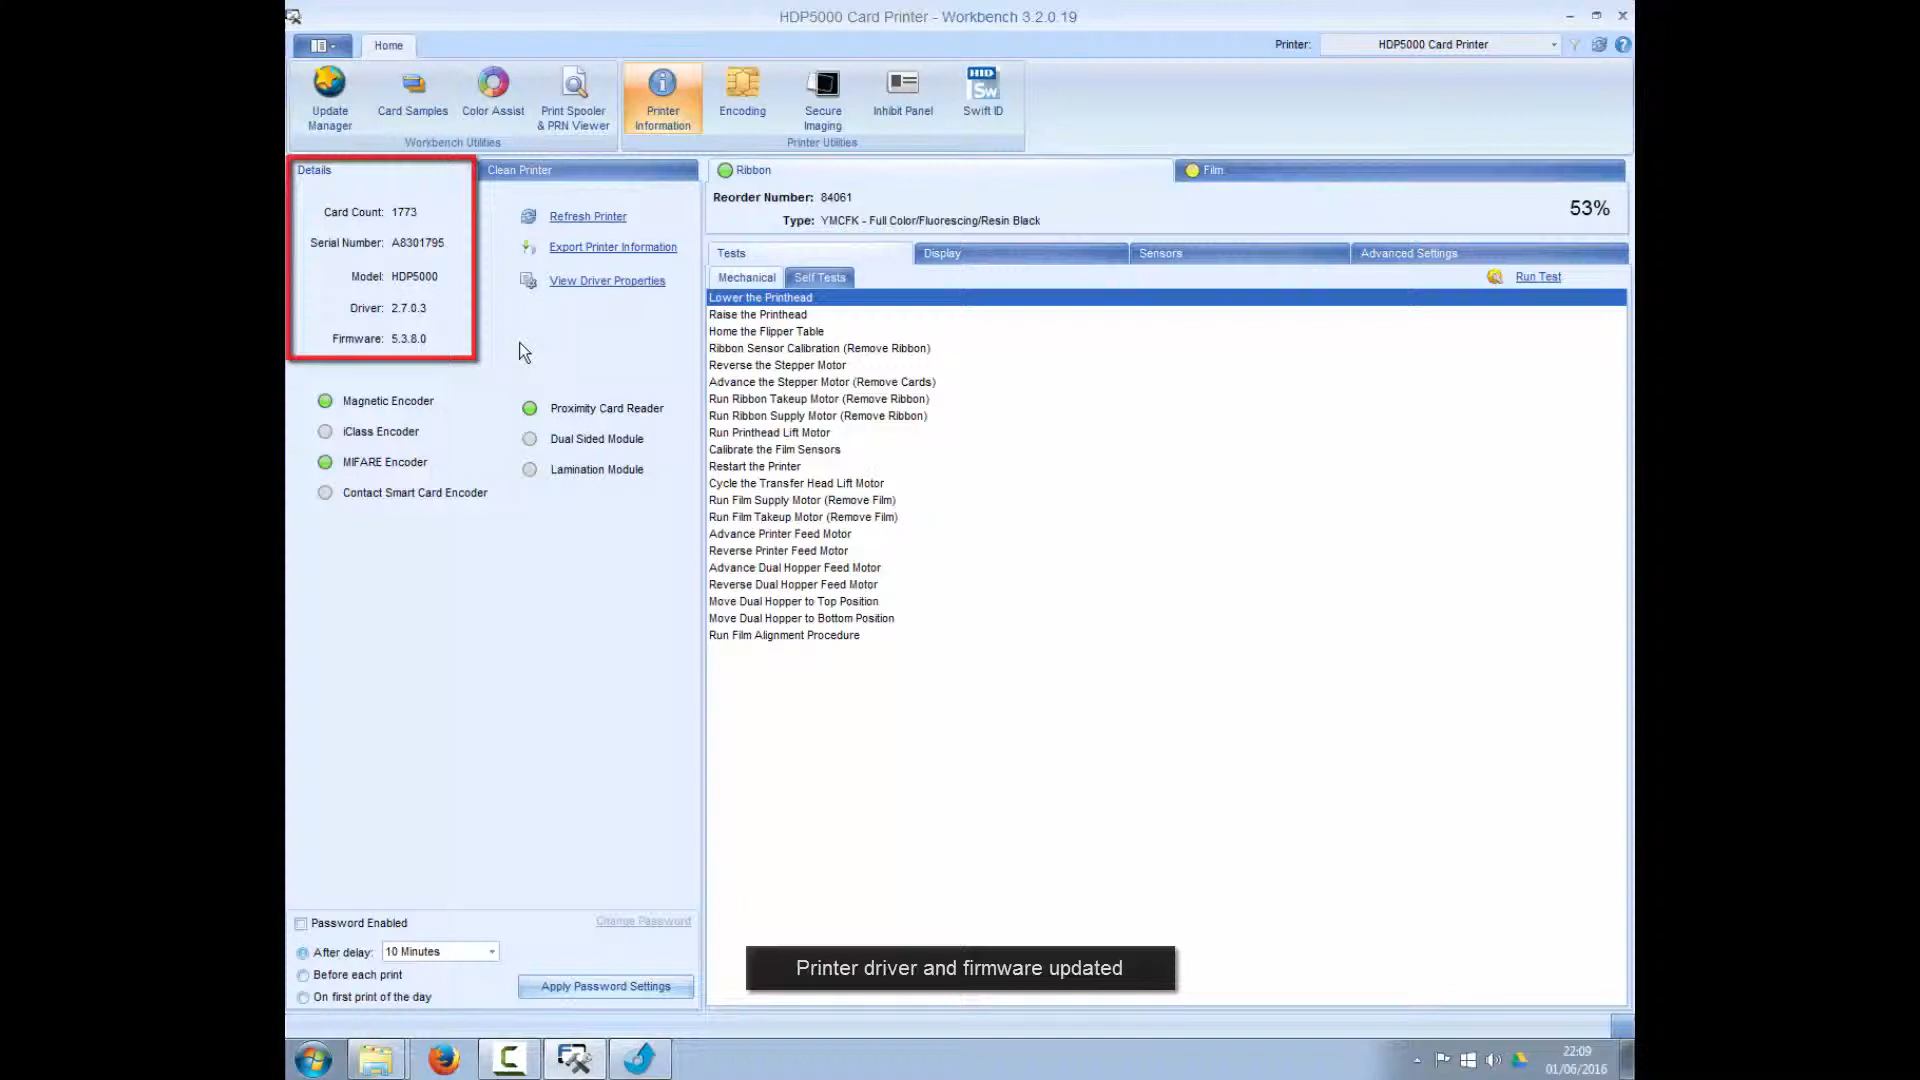 HDP5000 Card Printer - Workbench 3.2.0.19
Home
Printer: HDP5000 Card Printer
Update Manager
Card Samples
Color Assist
Print Spooler & PRN Viewer
Printer Information
Encoding
Secure Imaging
Inhibit Panel
HID
Sw
Swift ID
Workbench Utilities
Printer Utilities
Details
Clean Printer
Card Count: 1773
Serial Number: A8301795
Model: HDP5000
Driver: 2.7.0.3
Firmware: 5.3.8.0
Refresh Printer
Export Printer Information
View Driver Properties
Magnetic Encoder
iClass Encoder
MIFARE Encoder
Contact Smart Card Encoder
Proximity Card Reader
Dual Sided Module
Lamination Module
Password Enabled
Change Password
After delay: 10 Minutes
Before each print
On first print of the day
Apply Password Settings
Ribbon
Film
Reorder Number: 84061
Type: YMCFK - Full Color/Fluorescing/Resin Black
53%
Tests
Display
Sensors
Advanced Settings
Mechanical
Self Tests
Run Test
Lower the Printhead
Raise the Printhead
Home the Flipper Table
Ribbon Sensor Calibration (Remove Ribbon)
Reverse the Stepper Motor
Advance the Stepper Motor (Remove Cards)
Run Ribbon Takeup Motor (Remove Ribbon)
Run Ribbon Supply Motor (Remove Ribbon)
Run Printhead Lift Motor
Calibrate the Film Sensors
Restart the Printer
Cycle the Transfer Head Lift Motor
Run Film Supply Motor (Remove Film)
Run Film Takeup Motor (Remove Film)
Advance Printer Feed Motor
Reverse Printer Feed Motor
Advance Dual Hopper Feed Motor
Reverse Dual Hopper Feed Motor
Move Dual Hopper to Top Position
Move Dual Hopper to Bottom Position
Run Film Alignment Procedure
Printer driver and firmware updated
22:09
01/06/2016